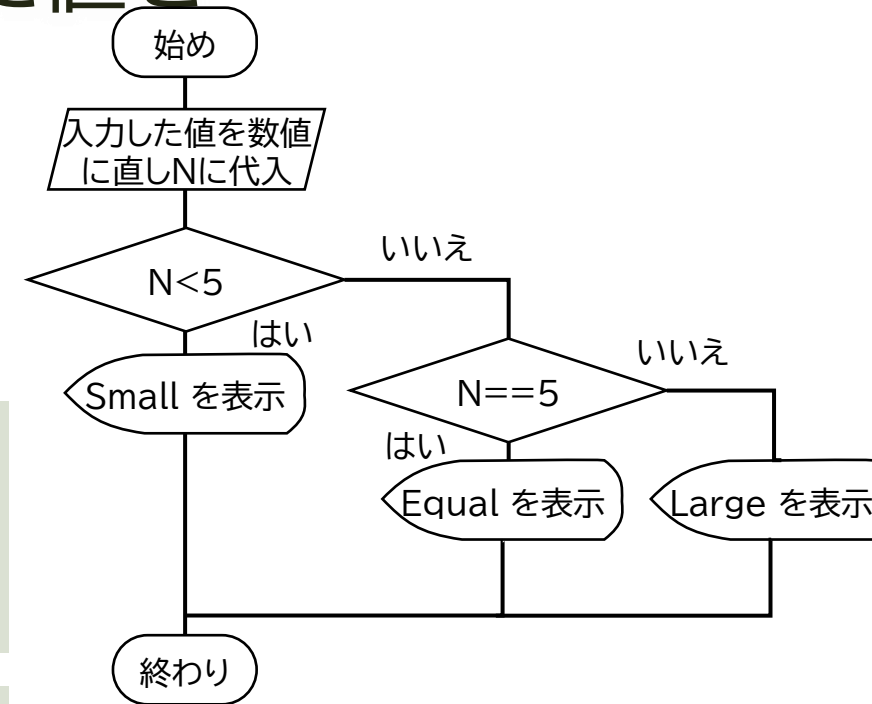 始め
入力した値を数値
に直しNに代入
N<5
いいえ
はい
Small を表示
N==5
いいえ
はい
Equal を表示
Large を表示
終わり